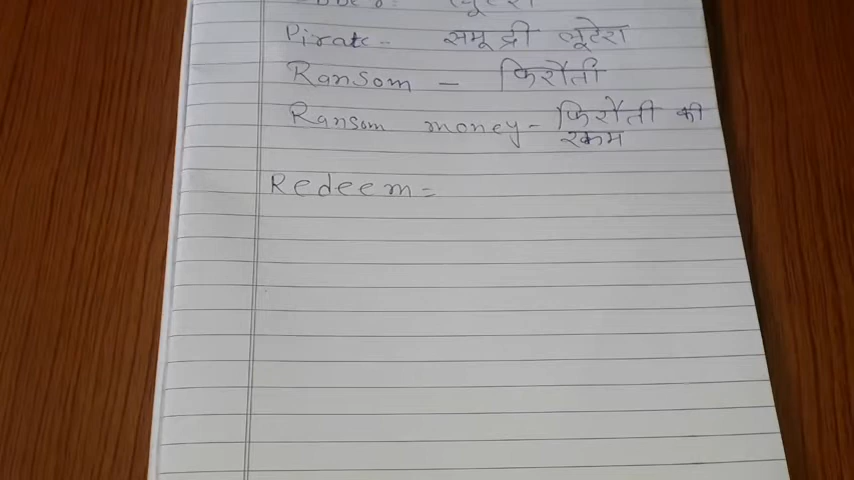 Pirate - समूद्री लूटेरा
Ransom - फिरौती
Ransom money - फिरौती की
रकम
Redeem =